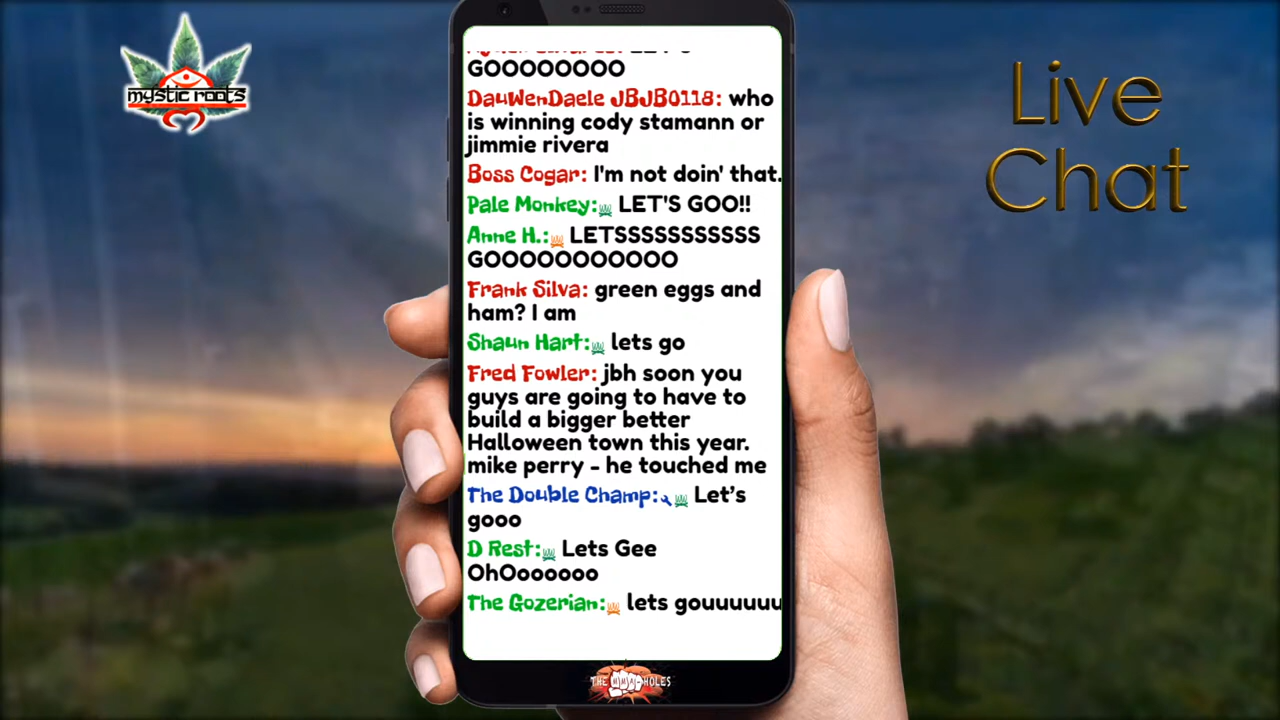 mystic roots
Live
Chat
GOOOOOOOO
DauWenDaele JBJB0118: who
is winning cody stamann or
jimmie rivera
Boss Cogar: I'm not doin' that.
Pale Monkey: LET'S GOO!!
Anne H.: LETSSSSSSSSSSS
GOOOOOOOOOOO
Frank Silva: green eggs and
ham? I am
Shaun Hart: lets go
Fred Fowler: jbh soon you
guys are going to have to
build a bigger better
Halloween town this year.
mike perry - he touched me
The Double Champ: Let's
gooo
D Rest: Lets Gee
OhOoooooo
The Gozerian: lets gouuuuuu
THE MMA-HOLES